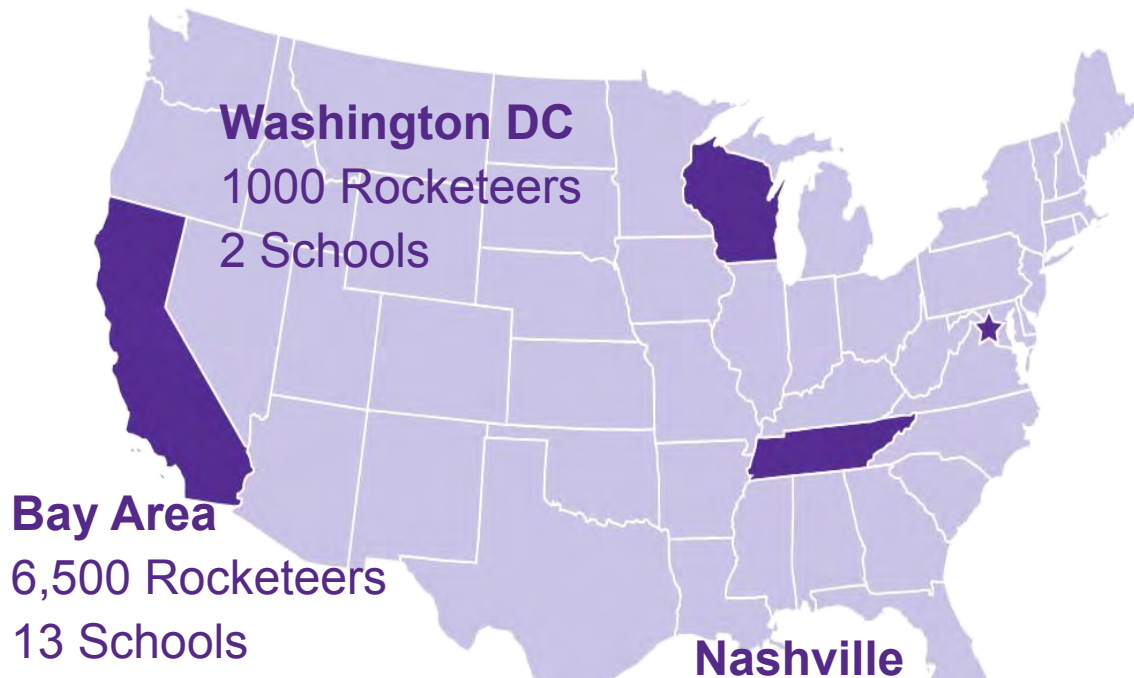 Washington DC
1000 Rocketeers
2 Schools
Bay Area
6,500 Rocketeers
13 Schools
Nashville